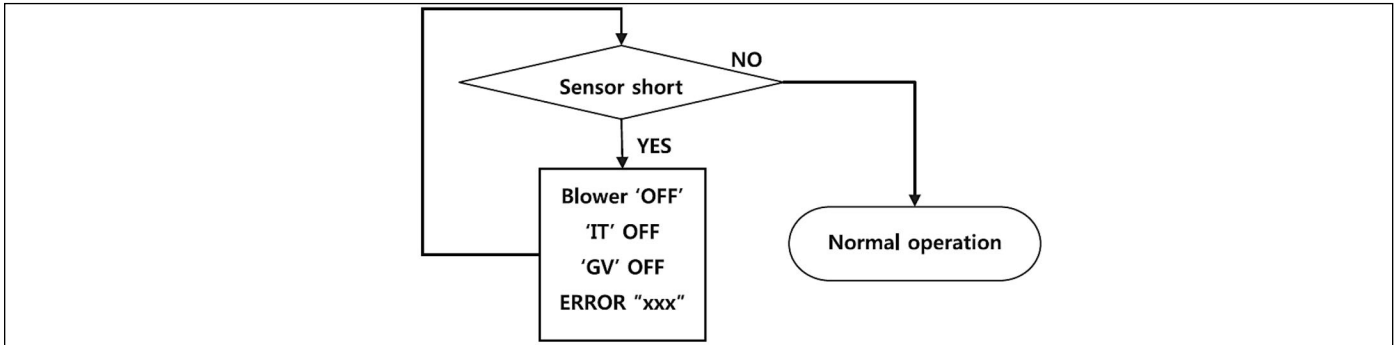 NO
Sensor short
YES
Blower ‘OFF’
‘IT’ OFF
‘GV’ OFF
ERROR “xxx”
Normal operation